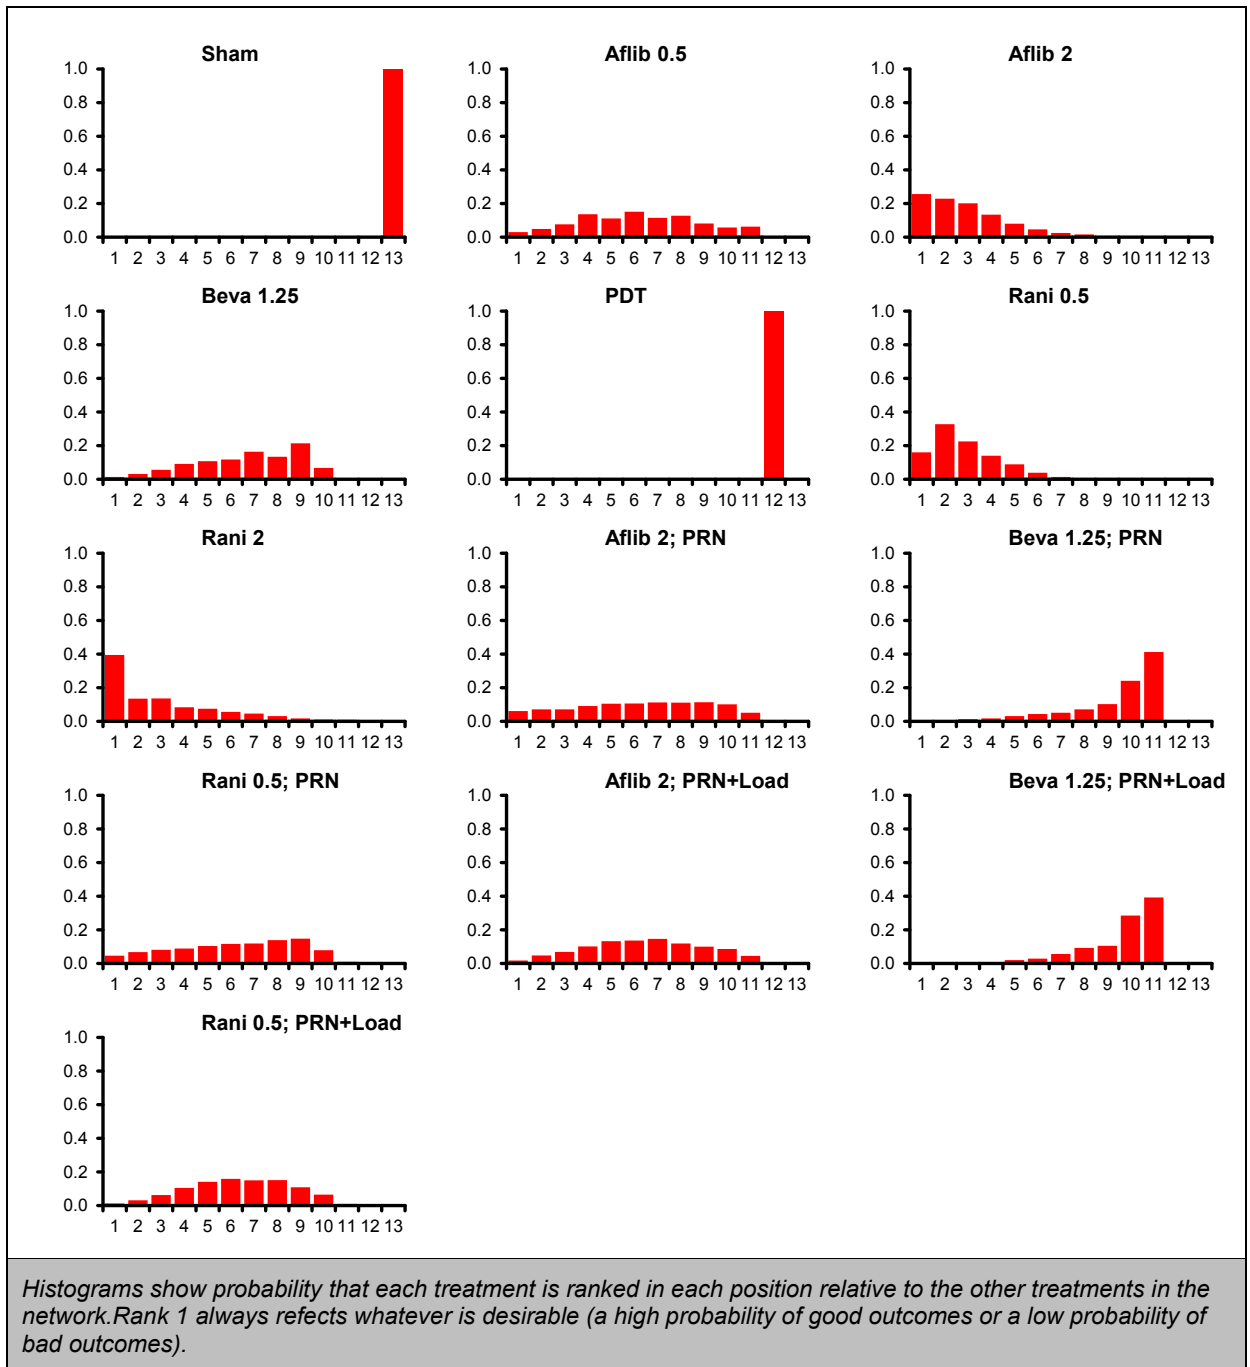 Sham
Aflib 0.5
Aflib 2
1.0
0.8
0.6
0.4
0.2
0.0
1 2 3 4 5 6 7 8 9 10 11 12 13
1.0
0.8
0.6
0.4
0.2
0.0
1 2 3 4 5 6 7 8 9 10 11 12 13
1.0
0.8
0.6
0.4
0.2
0.0
1 2 3 4 5 6 7 8 9 10 11 12 13
Beva 1.25
PDT
Rani 0.5
1.0
0.8
0.6
0.4
0.2
0.0
1 2 3 4 5 6 7 8 9 10 11 12 13
1.0
0.8
0.6
0.4
0.2
0.0
1 2 3 4 5 6 7 8 9 10 11 12 13
1.0
0.8
0.6
0.4
0.2
0.0
1 2 3 4 5 6 7 8 9 10 11 12 13
Rani 2
Aflib 2; PRN
Beva 1.25; PRN
1.0
0.8
0.6
0.4
0.2
0.0
1 2 3 4 5 6 7 8 9 10 11 12 13
1.0
0.8
0.6
0.4
0.2
0.0
1 2 3 4 5 6 7 8 9 10 11 12 13
1.0
0.8
0.6
0.4
0.2
0.0
1 2 3 4 5 6 7 8 9 10 11 12 13
Rani 0.5; PRN
Aflib 2; PRN+Load
Beva 1.25; PRN+Load
1.0
0.8
0.6
0.4
0.2
0.0
1 2 3 4 5 6 7 8 9 10 11 12 13
1.0
0.8
0.6
0.4
0.2
0.0
1 2 3 4 5 6 7 8 9 10 11 12 13
1.0
0.8
0.6
0.4
0.2
0.0
1 2 3 4 5 6 7 8 9 10 11 12 13
Rani 0.5; PRN+Load
1.0
0.8
0.6
0.4
0.2
0.0
1 2 3 4 5 6 7 8 9 10 11 12 13
Histograms show probability that each treatment is ranked in each position relative to the other treatments in the
network.Rank 1 always refects whatever is desirable (a high probability of good outcomes or a low probability of
bad outcomes).